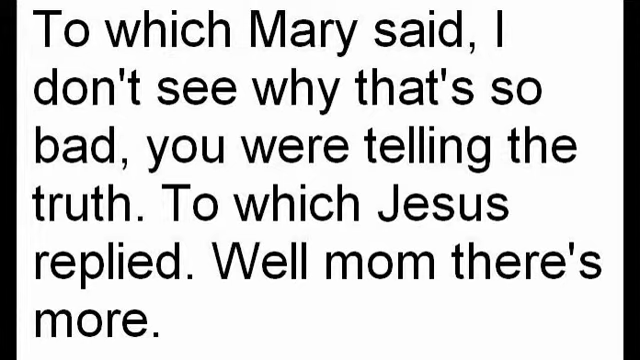 To which Mary said, I
don't see why that's so
bad, you were telling the
truth. To which Jesus
replied. Well mom there's
more.